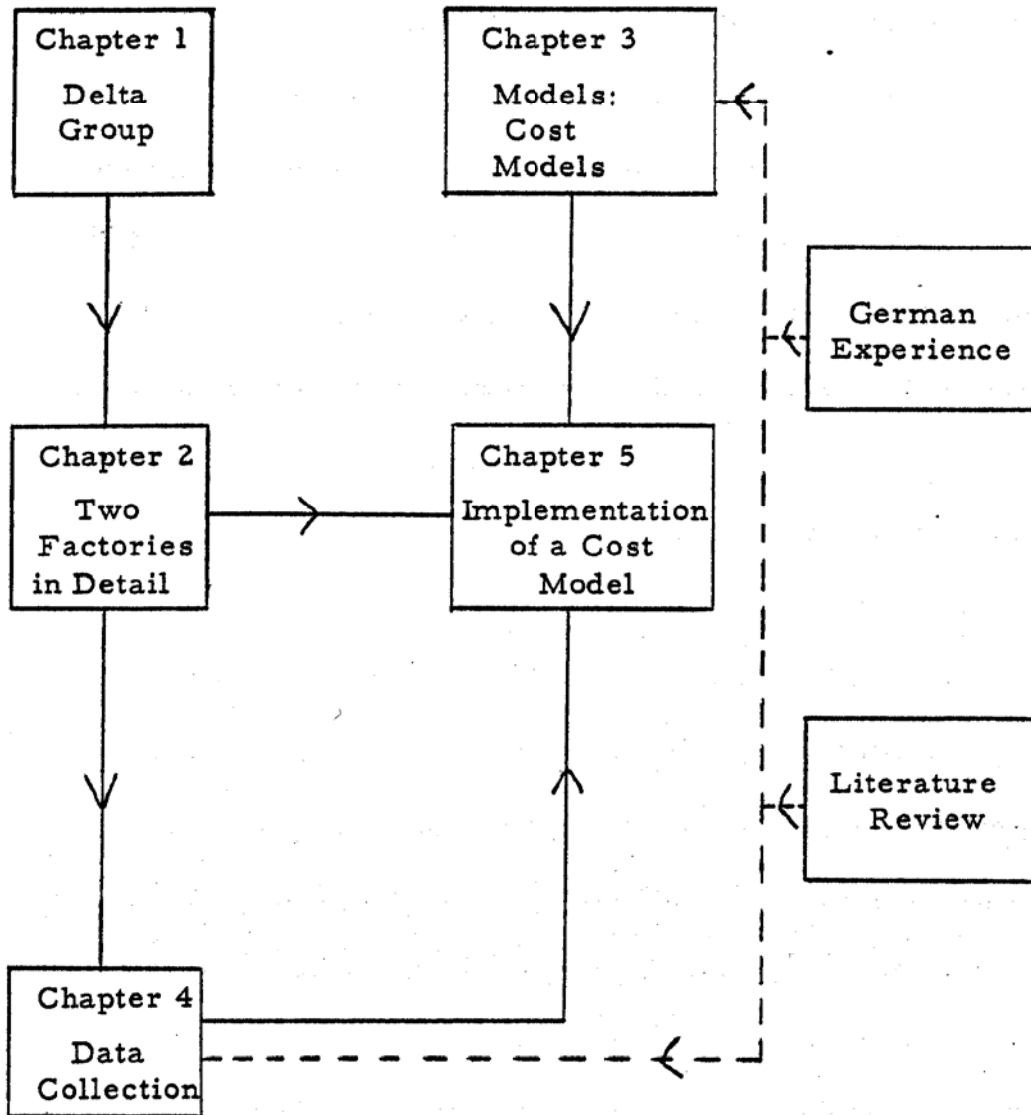 Chapter 1
Delta
Group
Chapter 3
Models:
Cost
Models
German
Experience
Chapter 2
Two
Factories
in Detail
Chapter 5
Implementation
of a Cost
Model
Literature
Review
Chapter 4
Data
Collection